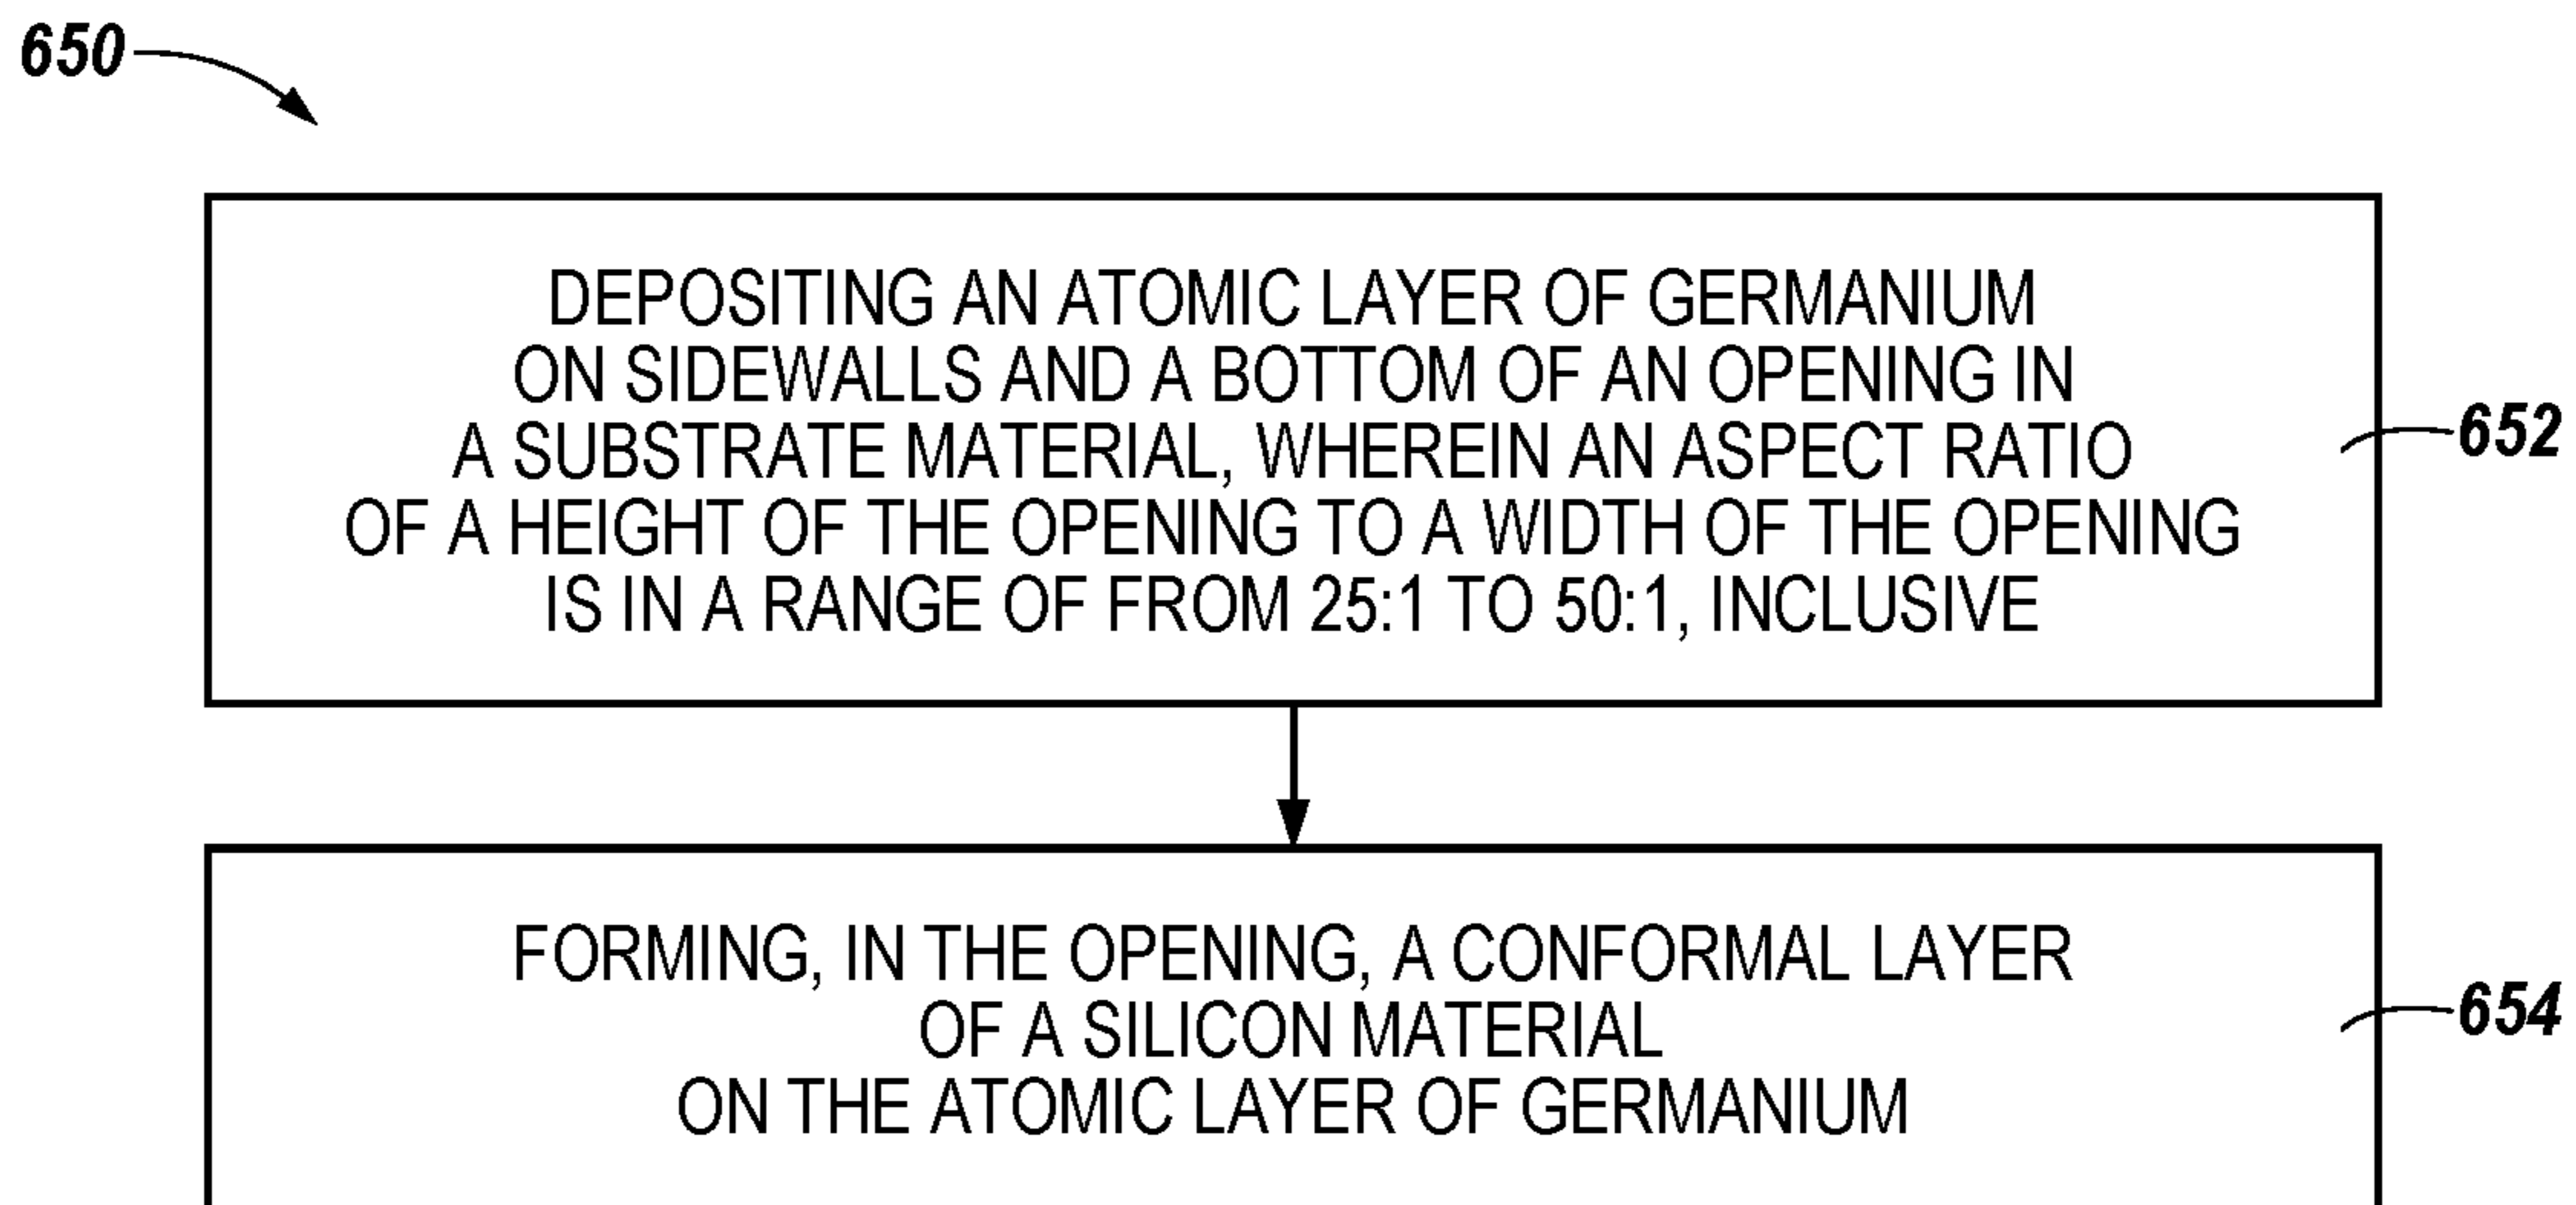 650
DEPOSITING AN ATOMIC LAYER OF GERMANIUM
ON SIDEWALLS AND A BOTTOM OF AN OPENING IN
A SUBSTRATE MATERIAL, WHEREIN AN ASPECT RATIO
OF A HEIGHT OF THE OPENING TO A WIDTH OF THE OPENING
IS IN A RANGE OF FROM 25:1 TO 50:1, INCLUSIVE
652
FORMING, IN THE OPENING, A CONFORMAL LAYER
OF A SILICON MATERIAL
ON THE ATOMIC LAYER OF GERMANIUM
654